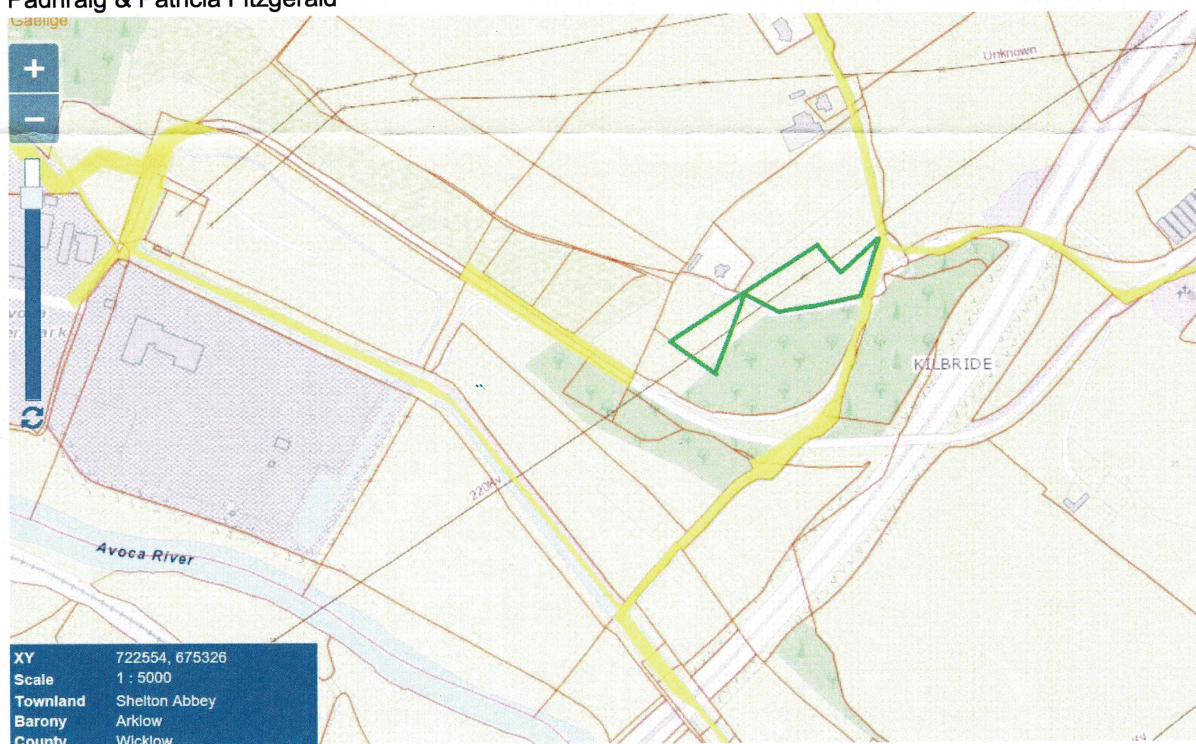 Padhraig & Patricia Fitzgerald
Gaeilge
+
−
Unknown
KILBRIDE
220Kv
Avoca River
XY 722554, 675326
Scale 1 : 5000
Townland Shelton Abbey
Barony Arklow
County Wicklow